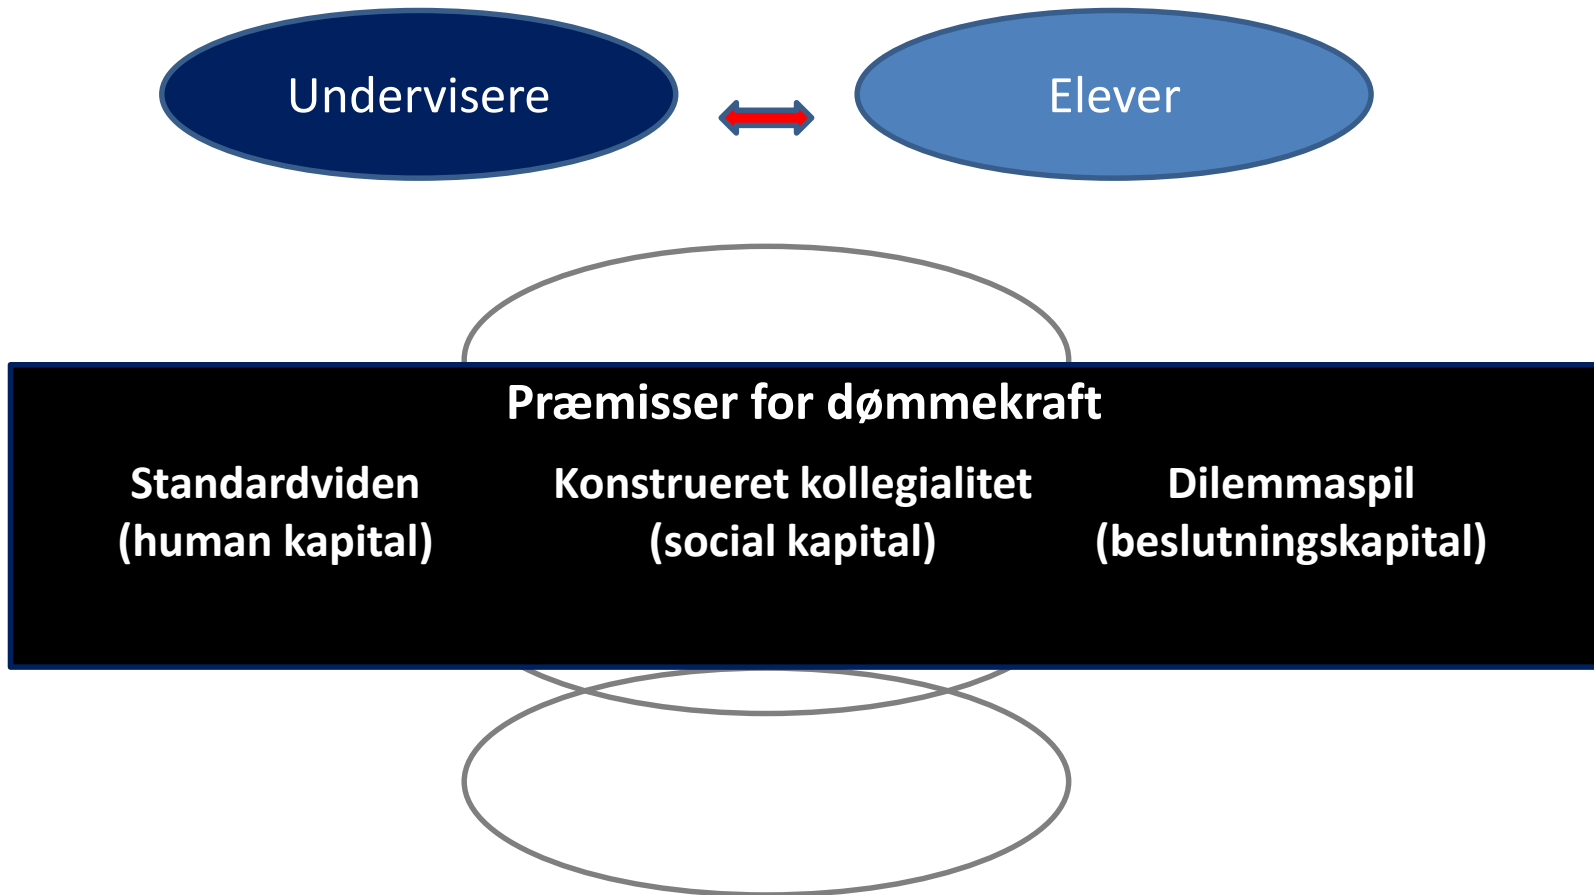 Undervisere
Elever
Præmisser for dømmekraft
Standardviden
(human kapital)
Konstrueret kollegialitet
(social kapital)
Dilemmaspil
(beslutningskapital)